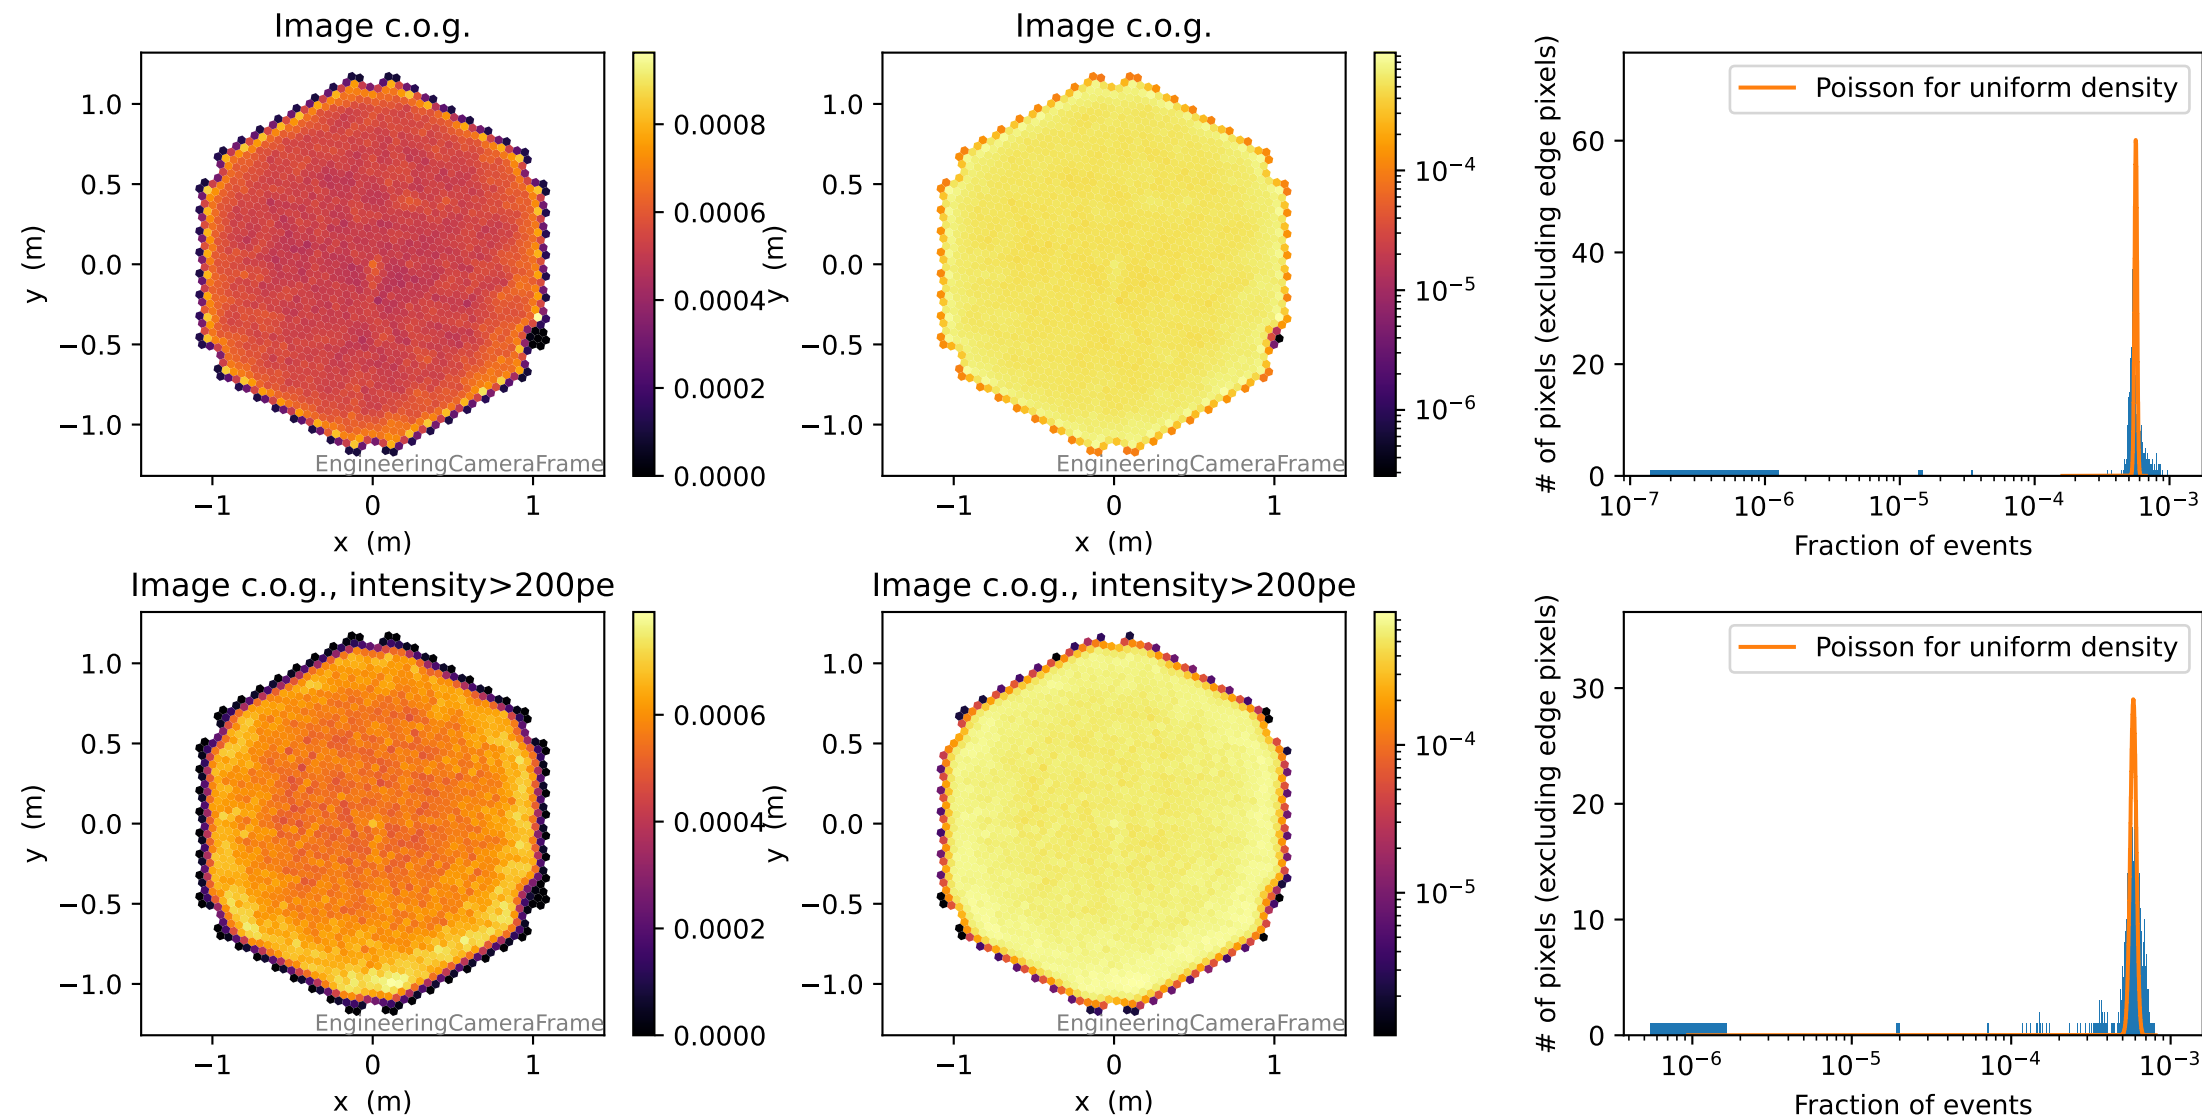 Image c.o.g.
1.0
0.5
0.0
−0.5
−1.0
y (m)
−1
0
1
x (m)
EngineeringCameraFrame
0.0008
0.0006
0.0004
0.0002
0.0000
Image c.o.g.
1.0
0.5
0.0
−0.5
−1.0
y (m)
−1
0
1
x (m)
EngineeringCameraFrame
10⁻⁴
10⁻⁵
10⁻⁶
# of pixels (excluding edge pixels)
60
40
20
0
Poisson for uniform density
10⁻⁷
10⁻⁶
10⁻⁵
10⁻⁴
10⁻³
Fraction of events
Image c.o.g., intensity>200pe
1.0
0.5
0.0
−0.5
−1.0
y (m)
−1
0
1
x (m)
EngineeringCameraFrame
0.0006
0.0004
0.0002
0.0000
Image c.o.g., intensity>200pe
1.0
0.5
0.0
−0.5
−1.0
y (m)
−1
0
1
x (m)
EngineeringCameraFrame
10⁻⁴
10⁻⁵
# of pixels (excluding edge pixels)
30
20
10
0
Poisson for uniform density
10⁻⁶
10⁻⁵
10⁻⁴
10⁻³
Fraction of events